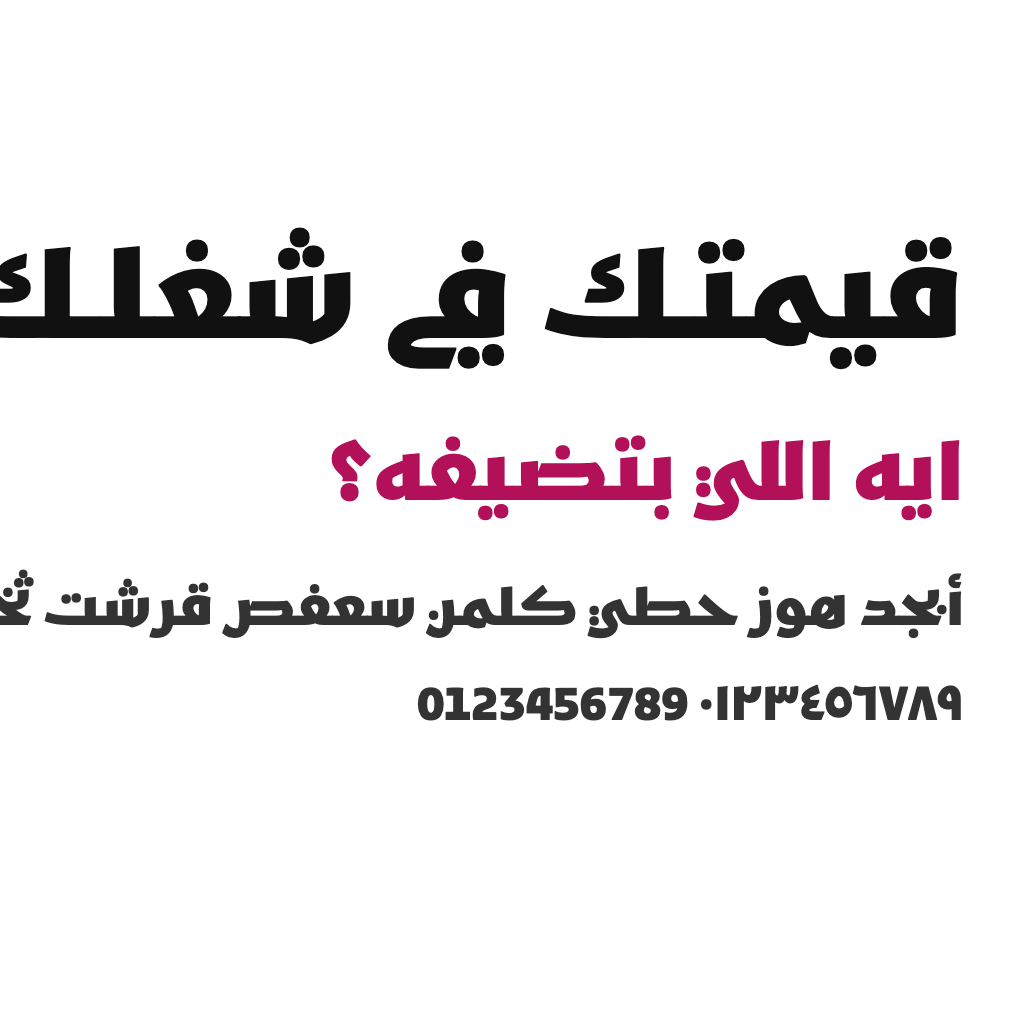 قيمتك في شغلك
ايه اللي بتضيفه؟
أبجد هوز حطي كلمن سعفص قرشت
٠١٢٣٤٥٦٧٨٩ 0123456789